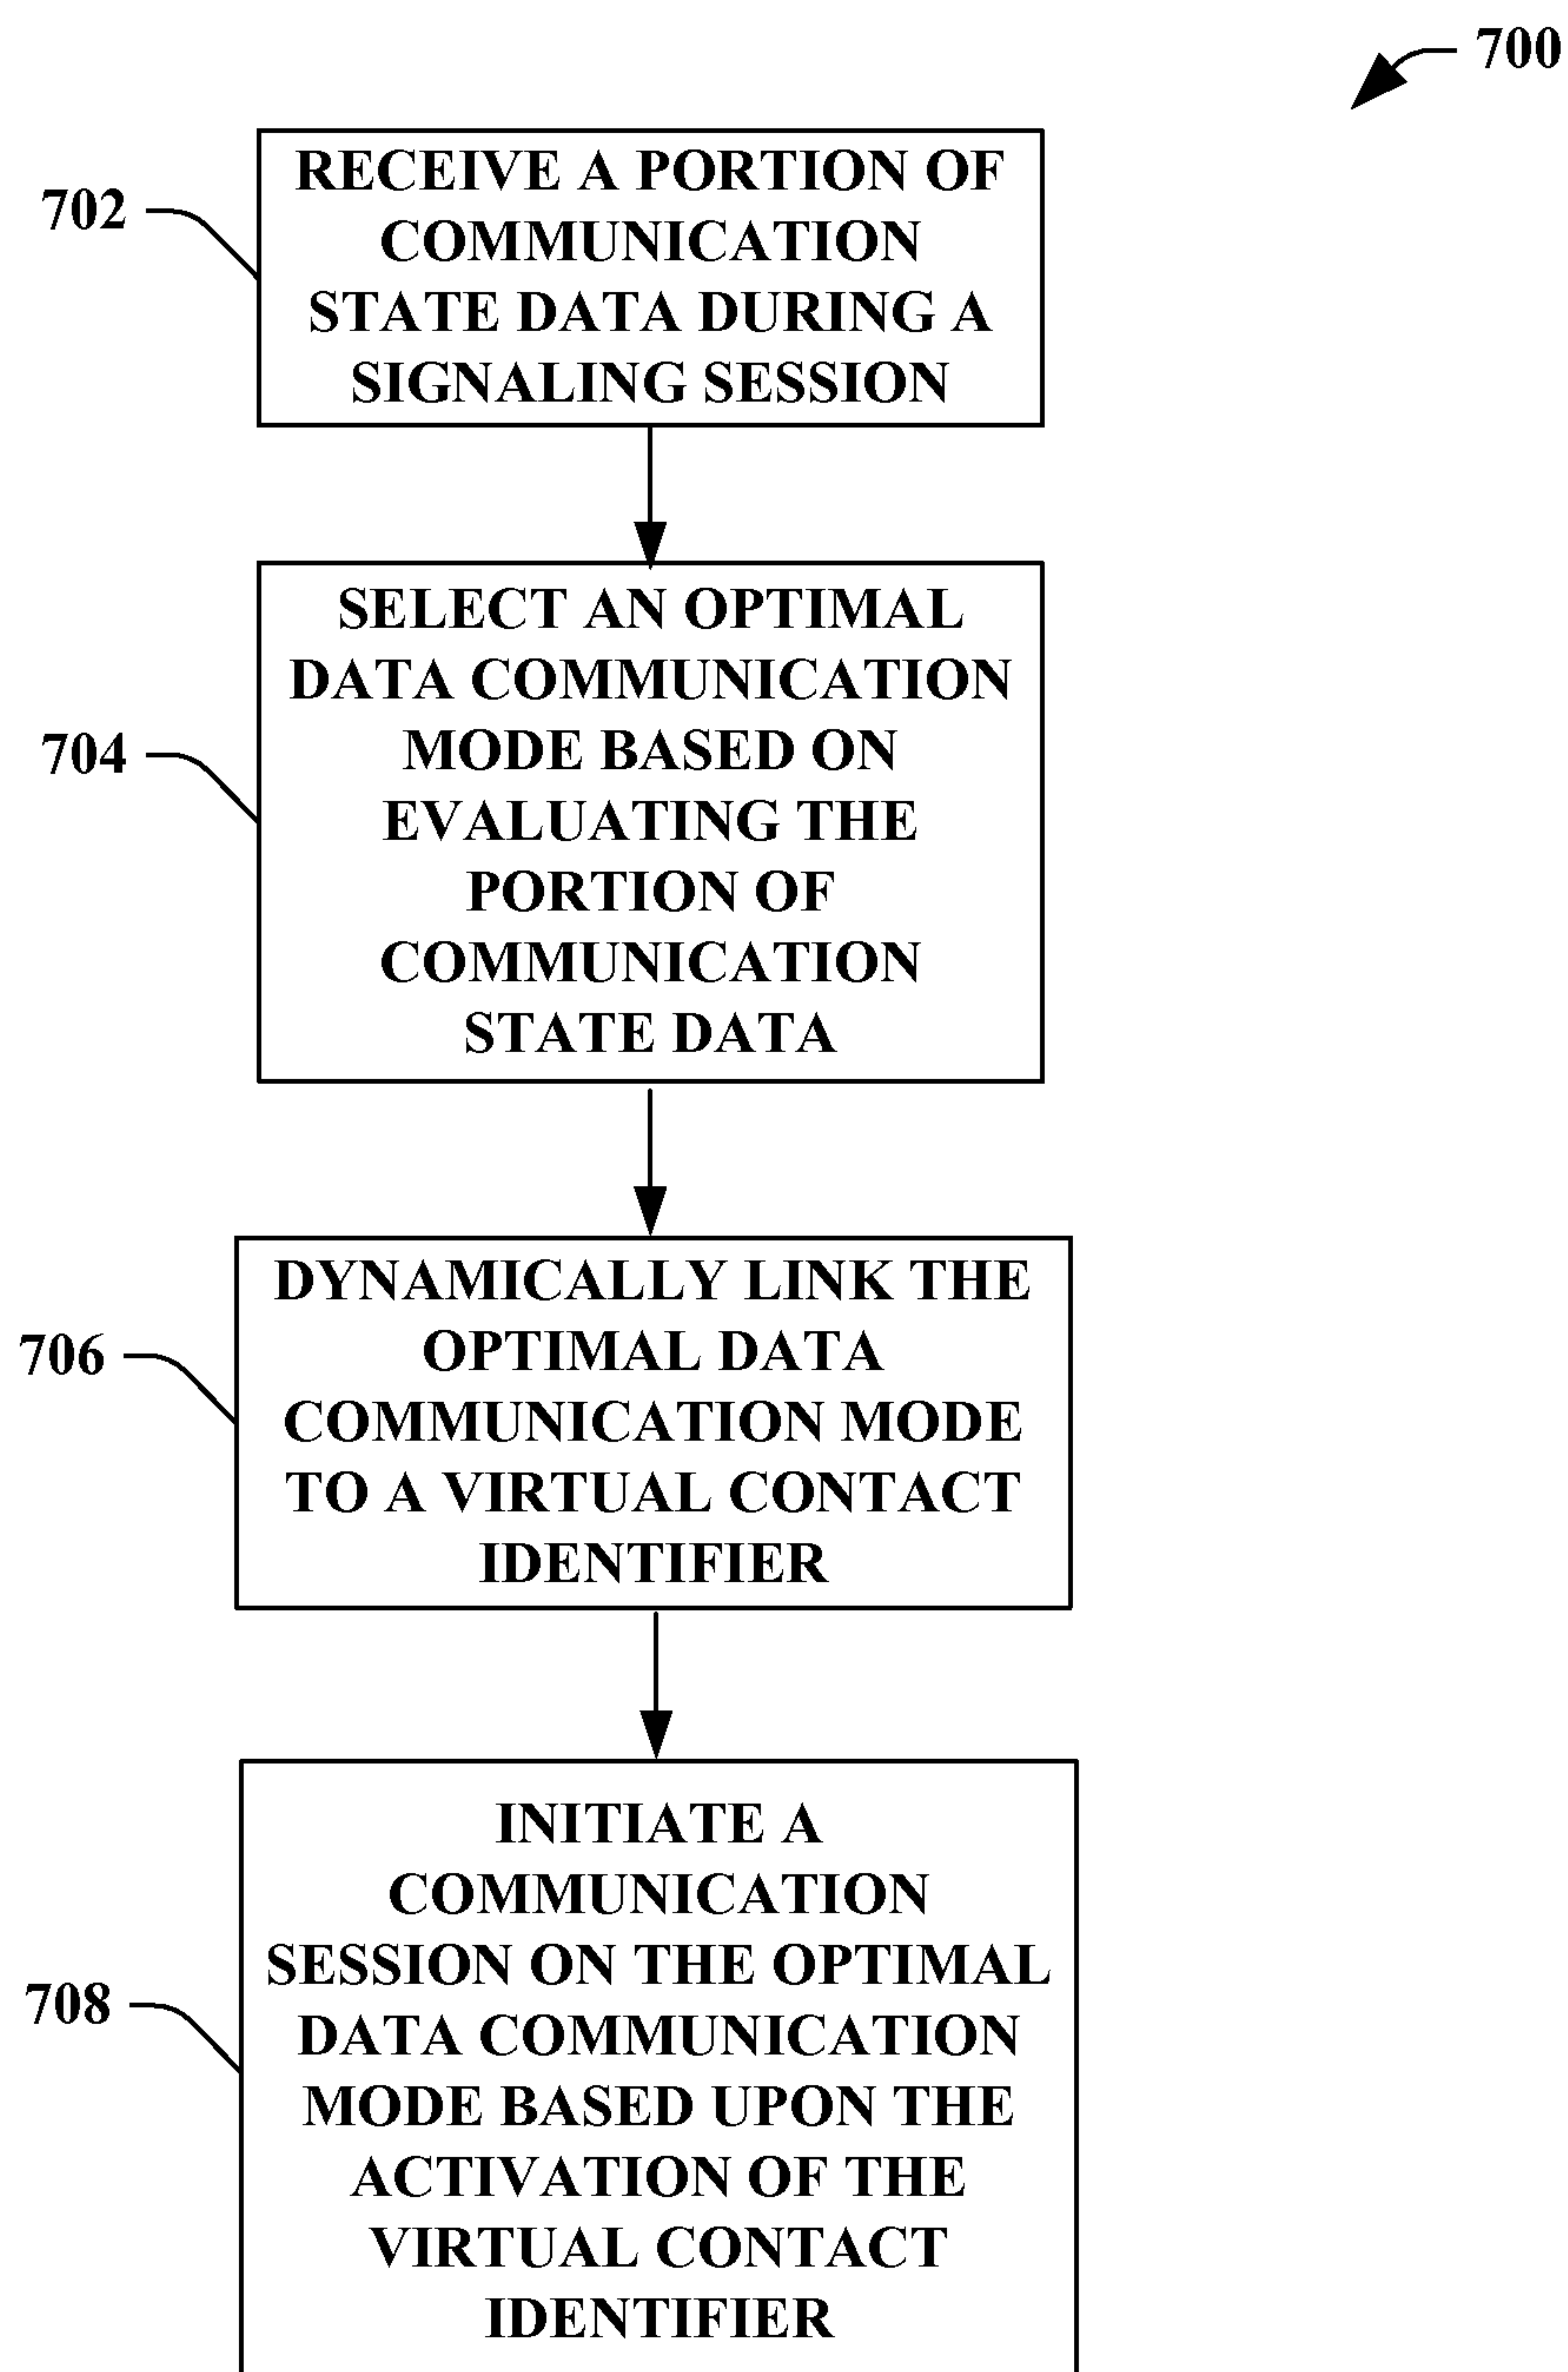 700
702
RECEIVE A PORTION OF
COMMUNICATION
STATE DATA DURING A
SIGNALING SESSION
704
SELECT AN OPTIMAL
DATA COMMUNICATION
MODE BASED ON
EVALUATING THE
PORTION OF
COMMUNICATION
STATE DATA
706
DYNAMICALLY LINK THE
OPTIMAL DATA
COMMUNICATION MODE
TO A VIRTUAL CONTACT
IDENTIFIER
708
INITIATE A
COMMUNICATION
SESSION ON THE OPTIMAL
DATA COMMUNICATION
MODE BASED UPON THE
ACTIVATION OF THE
VIRTUAL CONTACT
IDENTIFIER